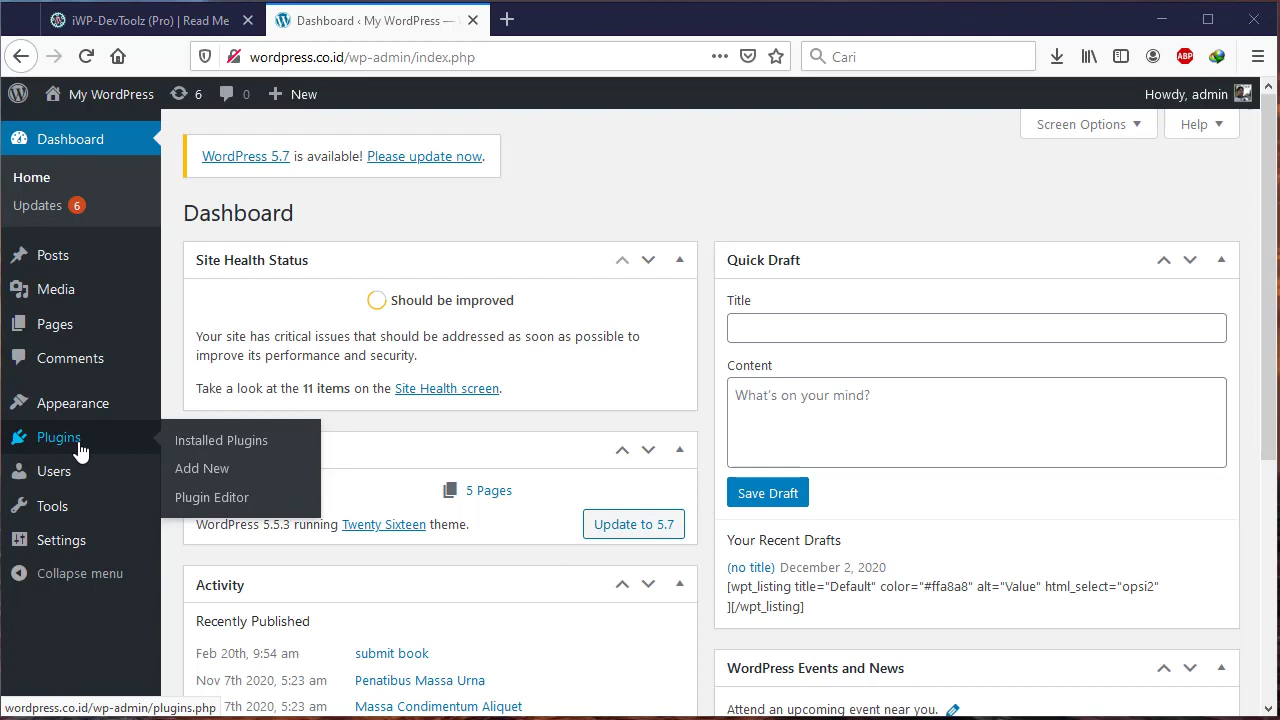 iWP-DevToolz (Pro) | Read Me
Dashboard ‹ My WordPress —
wordpress.co.id/wp-admin/index.php
Cari
ABP
My WordPress
6
0
New
Howdy, admin
Dashboard
Home
Updates 6
Posts
Media
Pages
Comments
Appearance
Plugins
Users
Tools
Settings
Collapse menu
Installed Plugins
Add New
Plugin Editor
Screen Options
Help
WordPress 5.7 is available! Please update now.
Dashboard
Site Health Status
Should be improved
Your site has critical issues that should be addressed as soon as possible to
improve its performance and security.
Take a look at the 11 items on the Site Health screen.
5 Pages
WordPress 5.5.3 running Twenty Sixteen theme.
Update to 5.7
Activity
Recently Published
Feb 20th, 9:54 am submit book
Nov 7th 2020, 5:23 am Penatibus Massa Urna
7th 2020, 5:23 am Massa Condimentum Aliquet
Quick Draft
Title
Content
What's on your mind?
Save Draft
Your Recent Drafts
(no title) December 2, 2020
[wpt_listing title="Default" color="#ffa8a8" alt="Value" html_select="opsi2"
][/wpt_listing]
WordPress Events and News
Attend an upcoming event near you.
wordpress.co.id/wp-admin/plugins.php